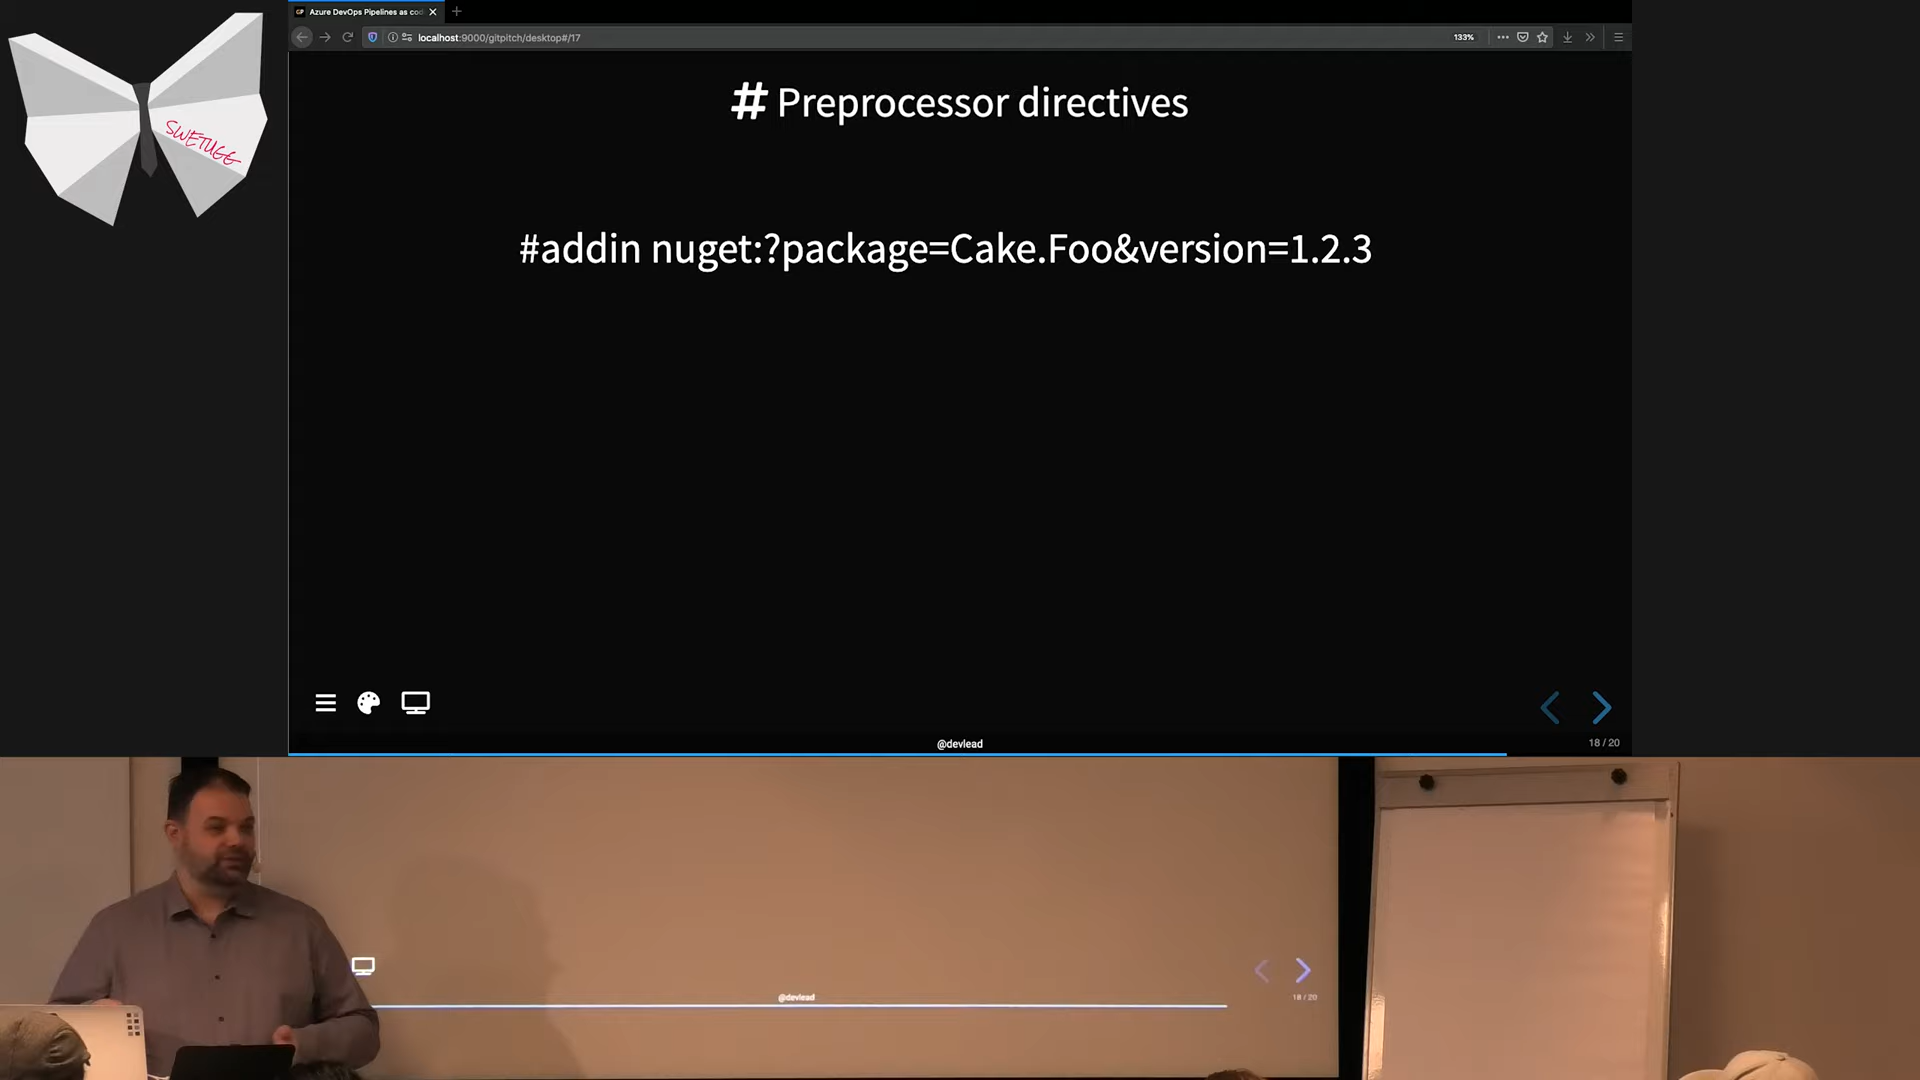 Azure DevOps Pipelines as cod
localhost:9000/gitpitch/desktop#/17
133%
SWETUGG
# Preprocessor directives
#addin nuget:?package=Cake.Foo&version=1.2.3
@devlead
18 / 20
@devlead
18 / 20